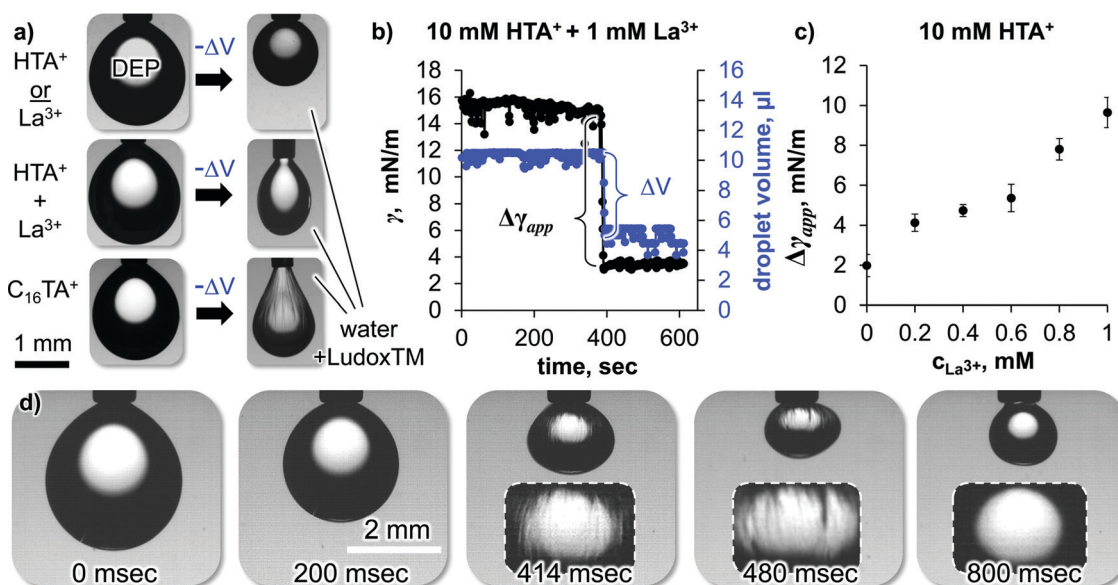 a)
HTA⁺
or
La³⁺
DEP
-ΔV
HTA⁺
+
La³⁺
-ΔV
C₁₆TA⁺
-ΔV
1 mm
water
+LudoxTM
b)
10 mM HTA⁺ + 1 mM La³⁺
γ, mN/m
18
16
14
12
10
8
6
4
2
0
0 200 400 600
time, sec
Δγapp
ΔV
16
14
12
10
8
6
4
2
0
droplet volume, µl
c)
10 mM HTA⁺
Δγapp, mN/m
12
10
8
6
4
2
0
0 0.2 0.4 0.6 0.8 1
cLa³⁺, mM
d)
0 msec
200 msec
2 mm
414 msec
480 msec
800 msec